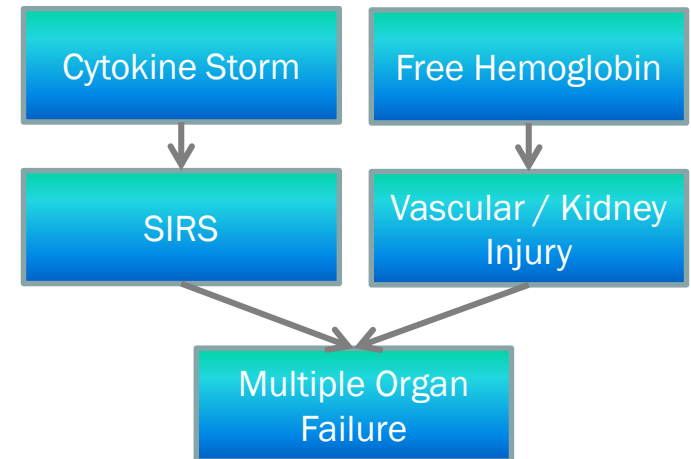 Cytokine Storm
Free Hemoglobin
SIRS
Vascular / Kidney
Injury
Multiple Organ
Failure